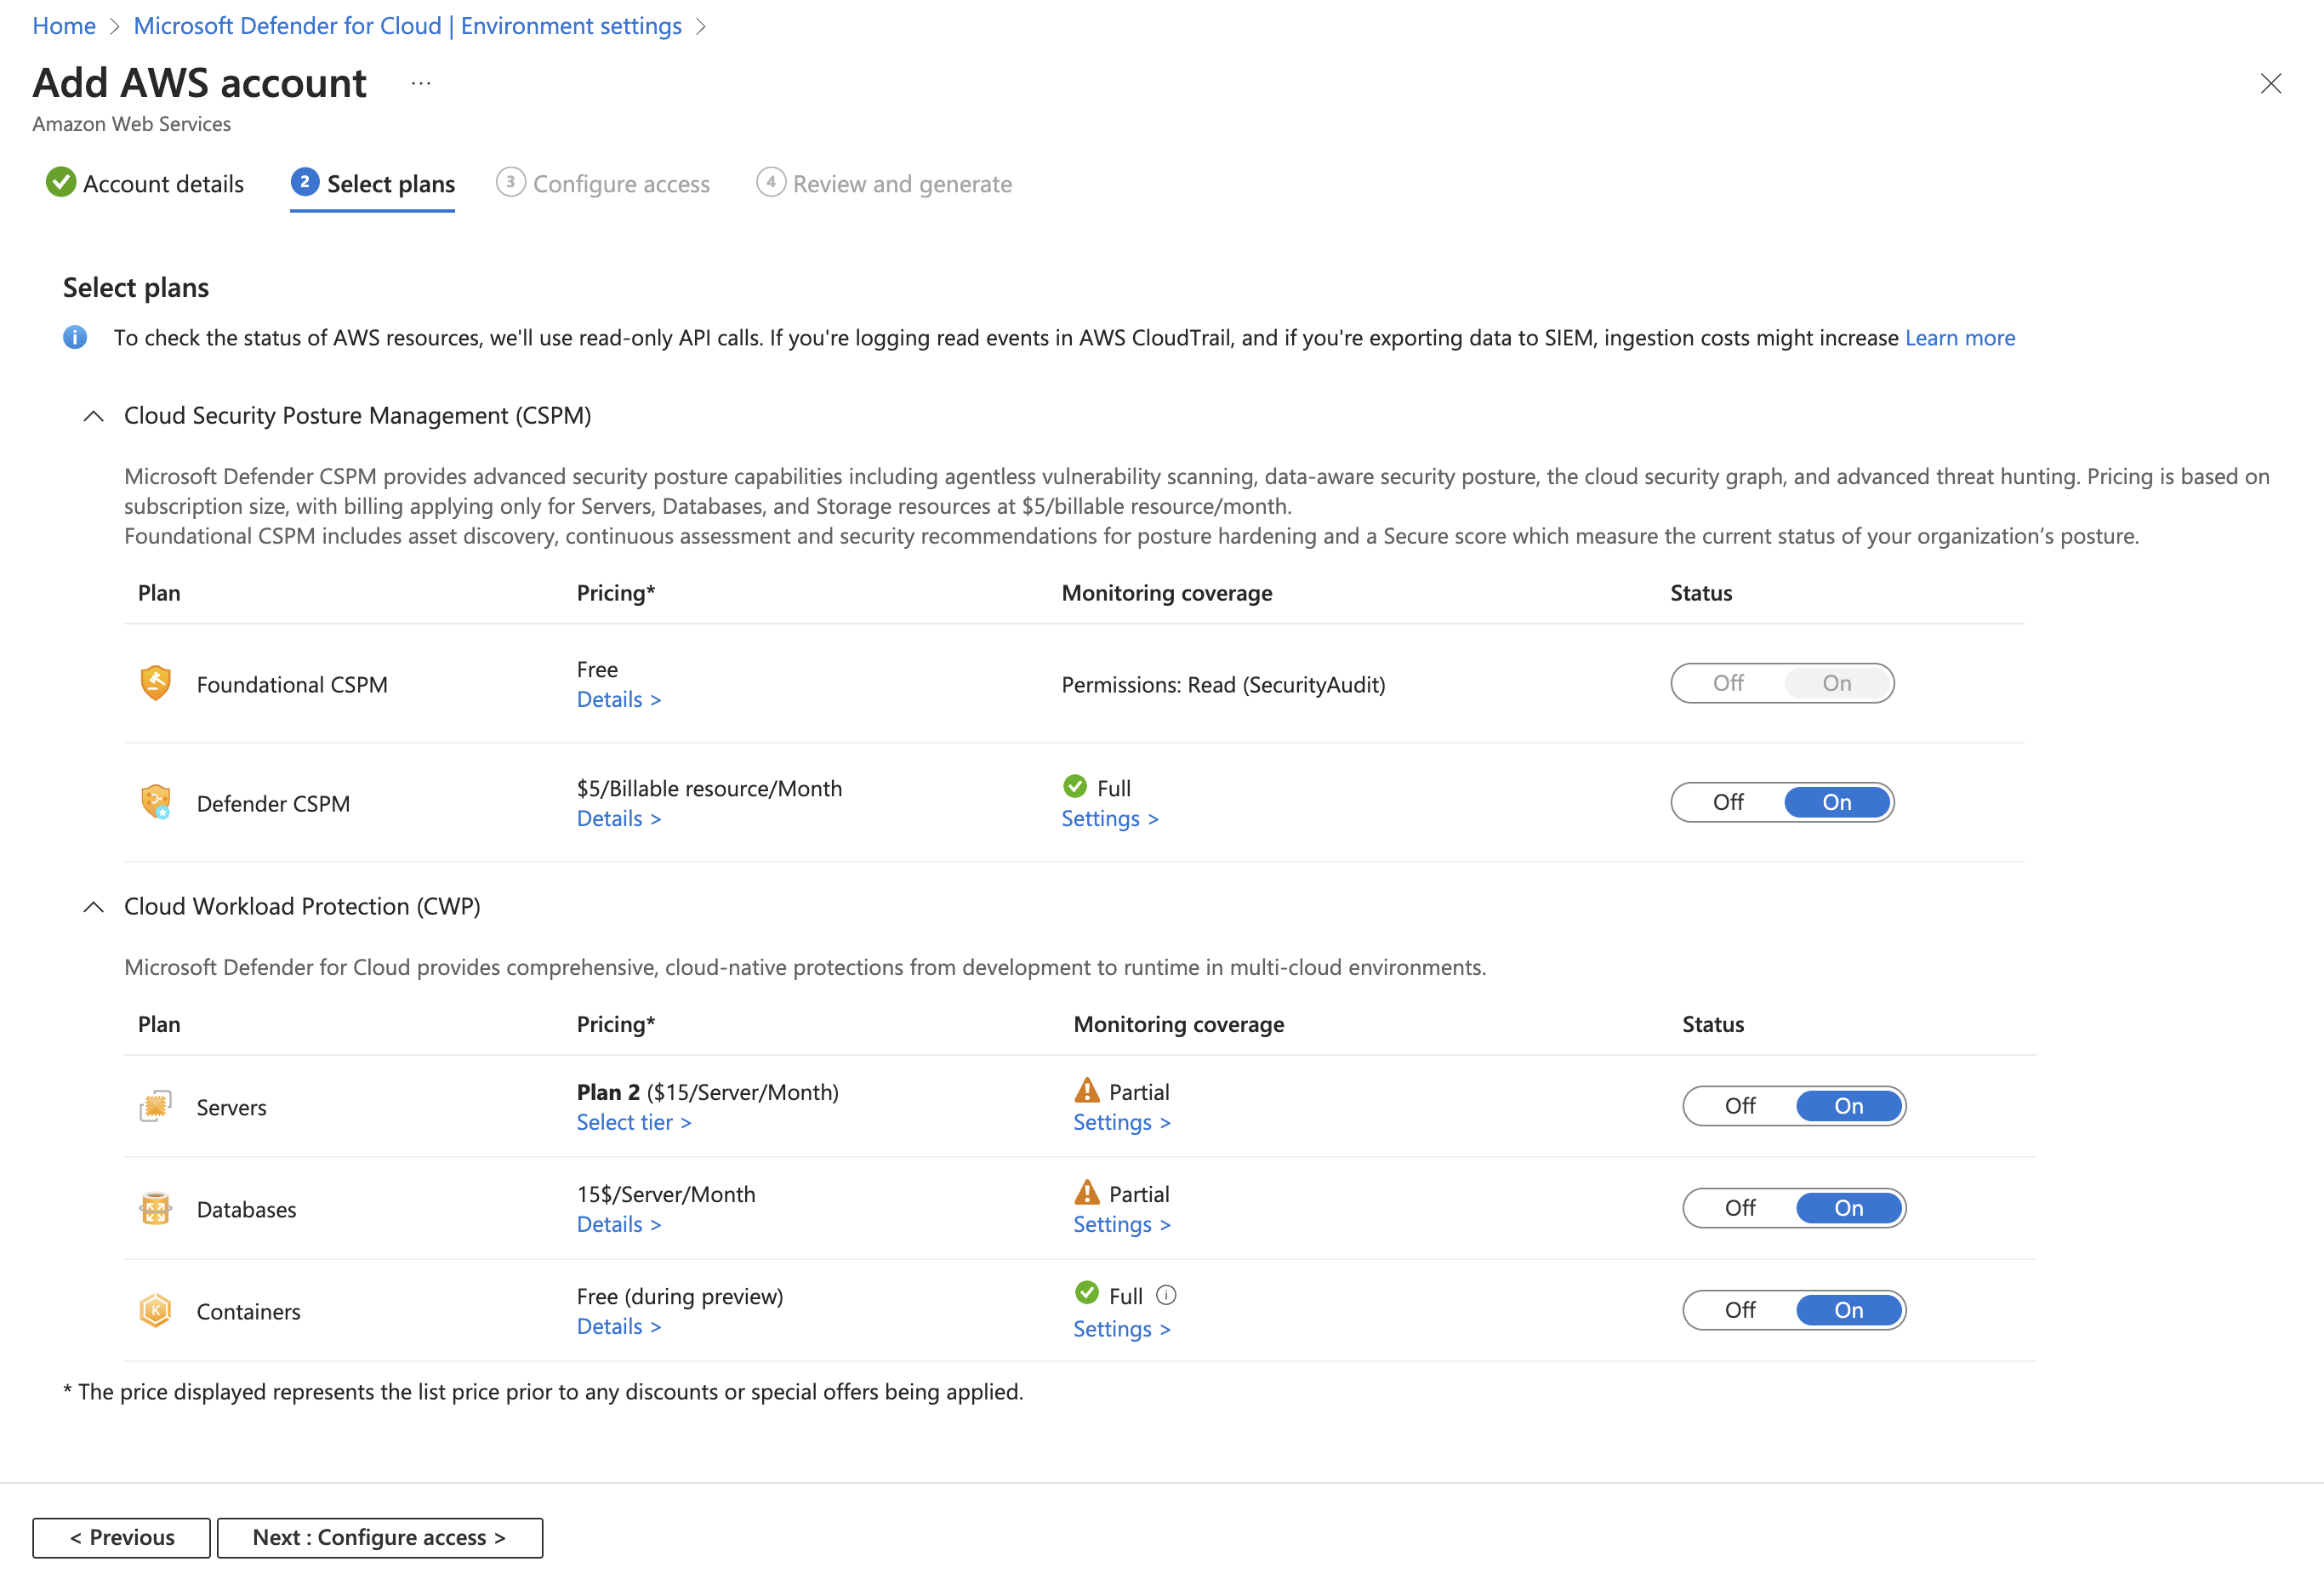 Home > Microsoft Defender for Cloud | Environment settings >
Add AWS account ...
Amazon Web Services
Account details
2 Select plans
3 Configure access
4 Review and generate
Select plans
To check the status of AWS resources, we'll use read-only API calls. If you're logging read events in AWS CloudTrail, and if you're exporting data to SIEM, ingestion costs might increase Learn more
Cloud Security Posture Management (CSPM)
Microsoft Defender CSPM provides advanced security posture capabilities including agentless vulnerability scanning, data-aware security posture, the cloud security graph, and advanced threat hunting. Pricing is based on
subscription size, with billing applying only for Servers, Databases, and Storage resources at $5/billable resource/month.
Foundational CSPM includes asset discovery, continuous assessment and security recommendations for posture hardening and a Secure score which measure the current status of your organization’s posture.
Plan Pricing* Monitoring coverage Status
Foundational CSPM
Free
Details >
Permissions: Read (SecurityAudit)
Off On
Defender CSPM
$5/Billable resource/Month
Details >
Full
Settings >
Off On
Cloud Workload Protection (CWP)
Microsoft Defender for Cloud provides comprehensive, cloud-native protections from development to runtime in multi-cloud environments.
Plan Pricing* Monitoring coverage Status
Servers
Plan 2 ($15/Server/Month)
Select tier >
Partial
Settings >
Off On
Databases
15$/Server/Month
Details >
Partial
Settings >
Off On
K
Containers
Free (during preview)
Details >
Full
Settings >
Off On
* The price displayed represents the list price prior to any discounts or special offers being applied.
< Previous
Next : Configure access >